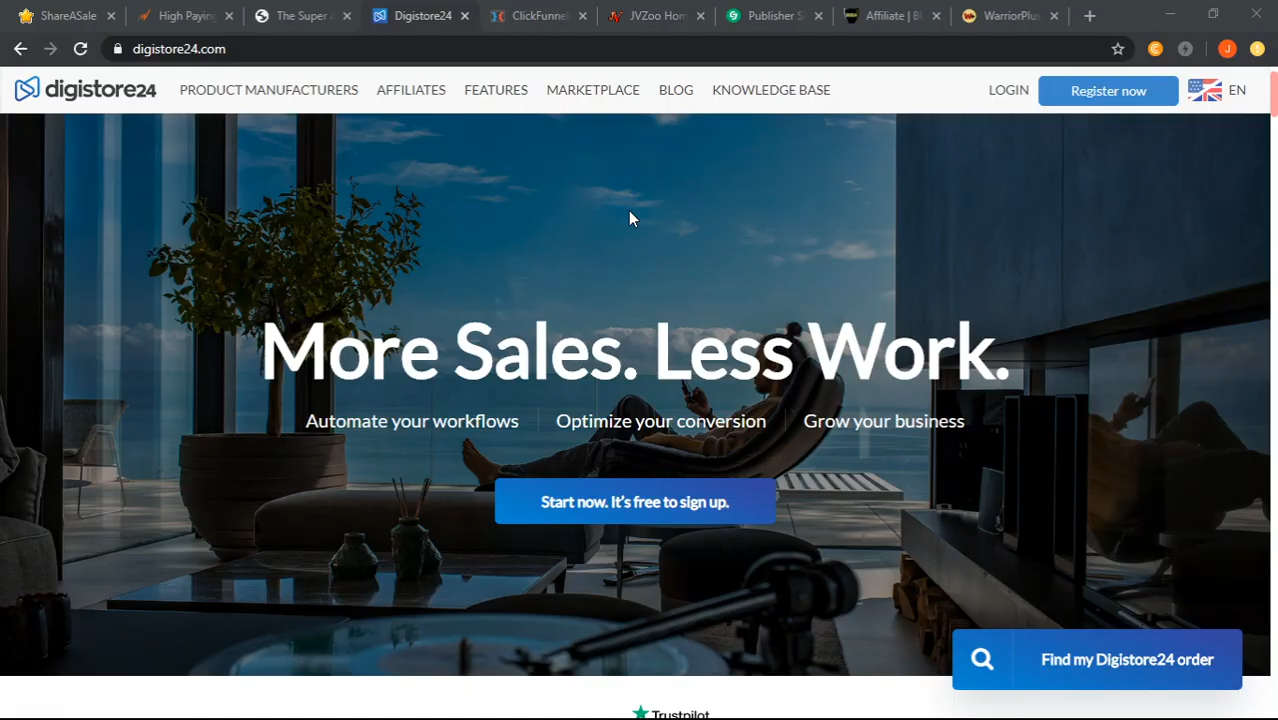 ShareASale
High Paying
The Super A
Digistore24
ClickFunnel
JVZoo Hom
Publisher S
Affiliate | BU
WarriorPlus
digistore24.com
J
digistore24
PRODUCT MANUFACTURERS
AFFILIATES
FEATURES
MARKETPLACE
BLOG
KNOWLEDGE BASE
LOGIN
Register now
EN
More Sales. Less Work.
Automate your workflows
Optimize your conversion
Grow your business
Start now. It's free to sign up.
Find my Digistore24 order
Trustpilot